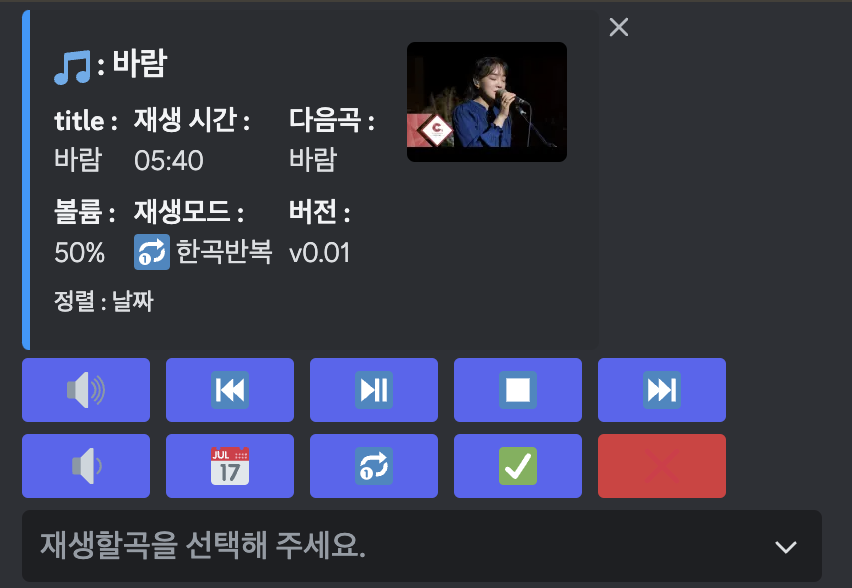 : 바람
title : 재생 시간 : 다음곡 :
바람 05:40 바람
볼륨 : 재생모드 : 버전 :
50% 1 한곡반복 v0.01
정렬 : 날짜
JUL
17
1
재생할곡을 선택해 주세요.